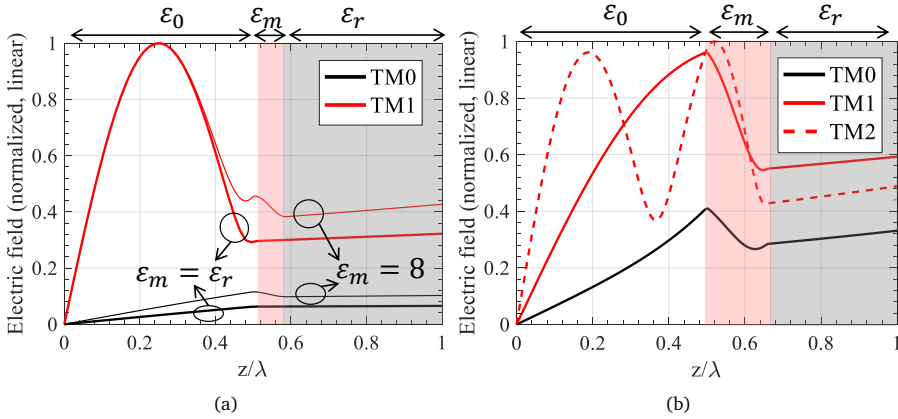 ε₀ εₘ εᵣ
1
0.8
0.6
0.4
0.2
0
Electric field (normalized, linear)
TM0
TM1
εₘ = εᵣ
εₘ = 8
0 0.2 0.4 0.6 0.8 1
z/λ
(a)
ε₀ εₘ εᵣ
1
0.8
0.6
0.4
0.2
0
Electric field (normalized, linear)
TM0
TM1
TM2
0 0.2 0.4 0.6 0.8 1
z/λ
(b)